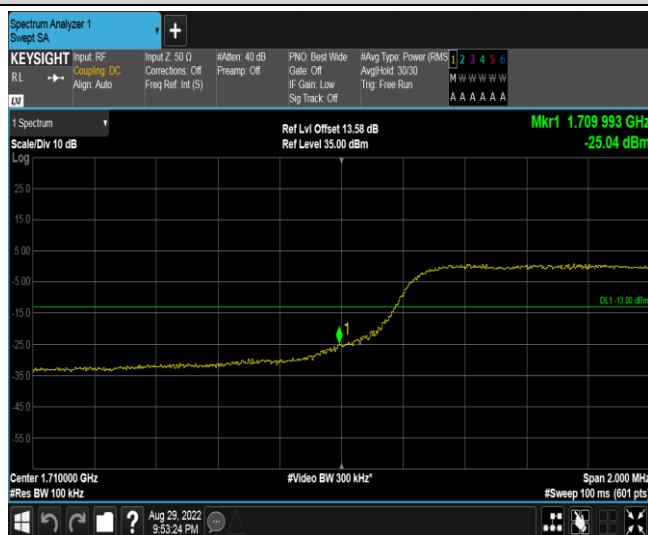 Spectrum Analyzer 1
Swept SA
+
KEYSIGHT
R L
LXI
Input: RF
Coupling: DC
Align: Auto
Input Z: 50 Ω
Corrections: Off
Freq Ref: Int (S)
#Atten: 40 dB
Preamp: Off
PNO: Best Wide
Gate: Off
IF Gain: Low
Sig Track: Off
#Avg Type: Power (RMS
Avg|Hold: 30/30
Trig: Free Run
1 2 3 4 5 6
M W W W W W
A A A A A A
1 Spectrum
Scale/Div 10 dB
Log
Ref Lvl Offset 13.58 dB
Ref Level 35.00 dBm
Mkr1 1.709 993 GHz
-25.04 dBm
25.0
15.0
5.00
-5.00
-15.0
-25.0
-35.0
-45.0
-55.0
DL1 -13.00 dBm
1
Center 1.710000 GHz
#Res BW 100 kHz
#Video BW 300 kHz*
Span 2.000 MHz
#Sweep 100 ms (601 pts)
?
Aug 29, 2022
9:53:24 PM